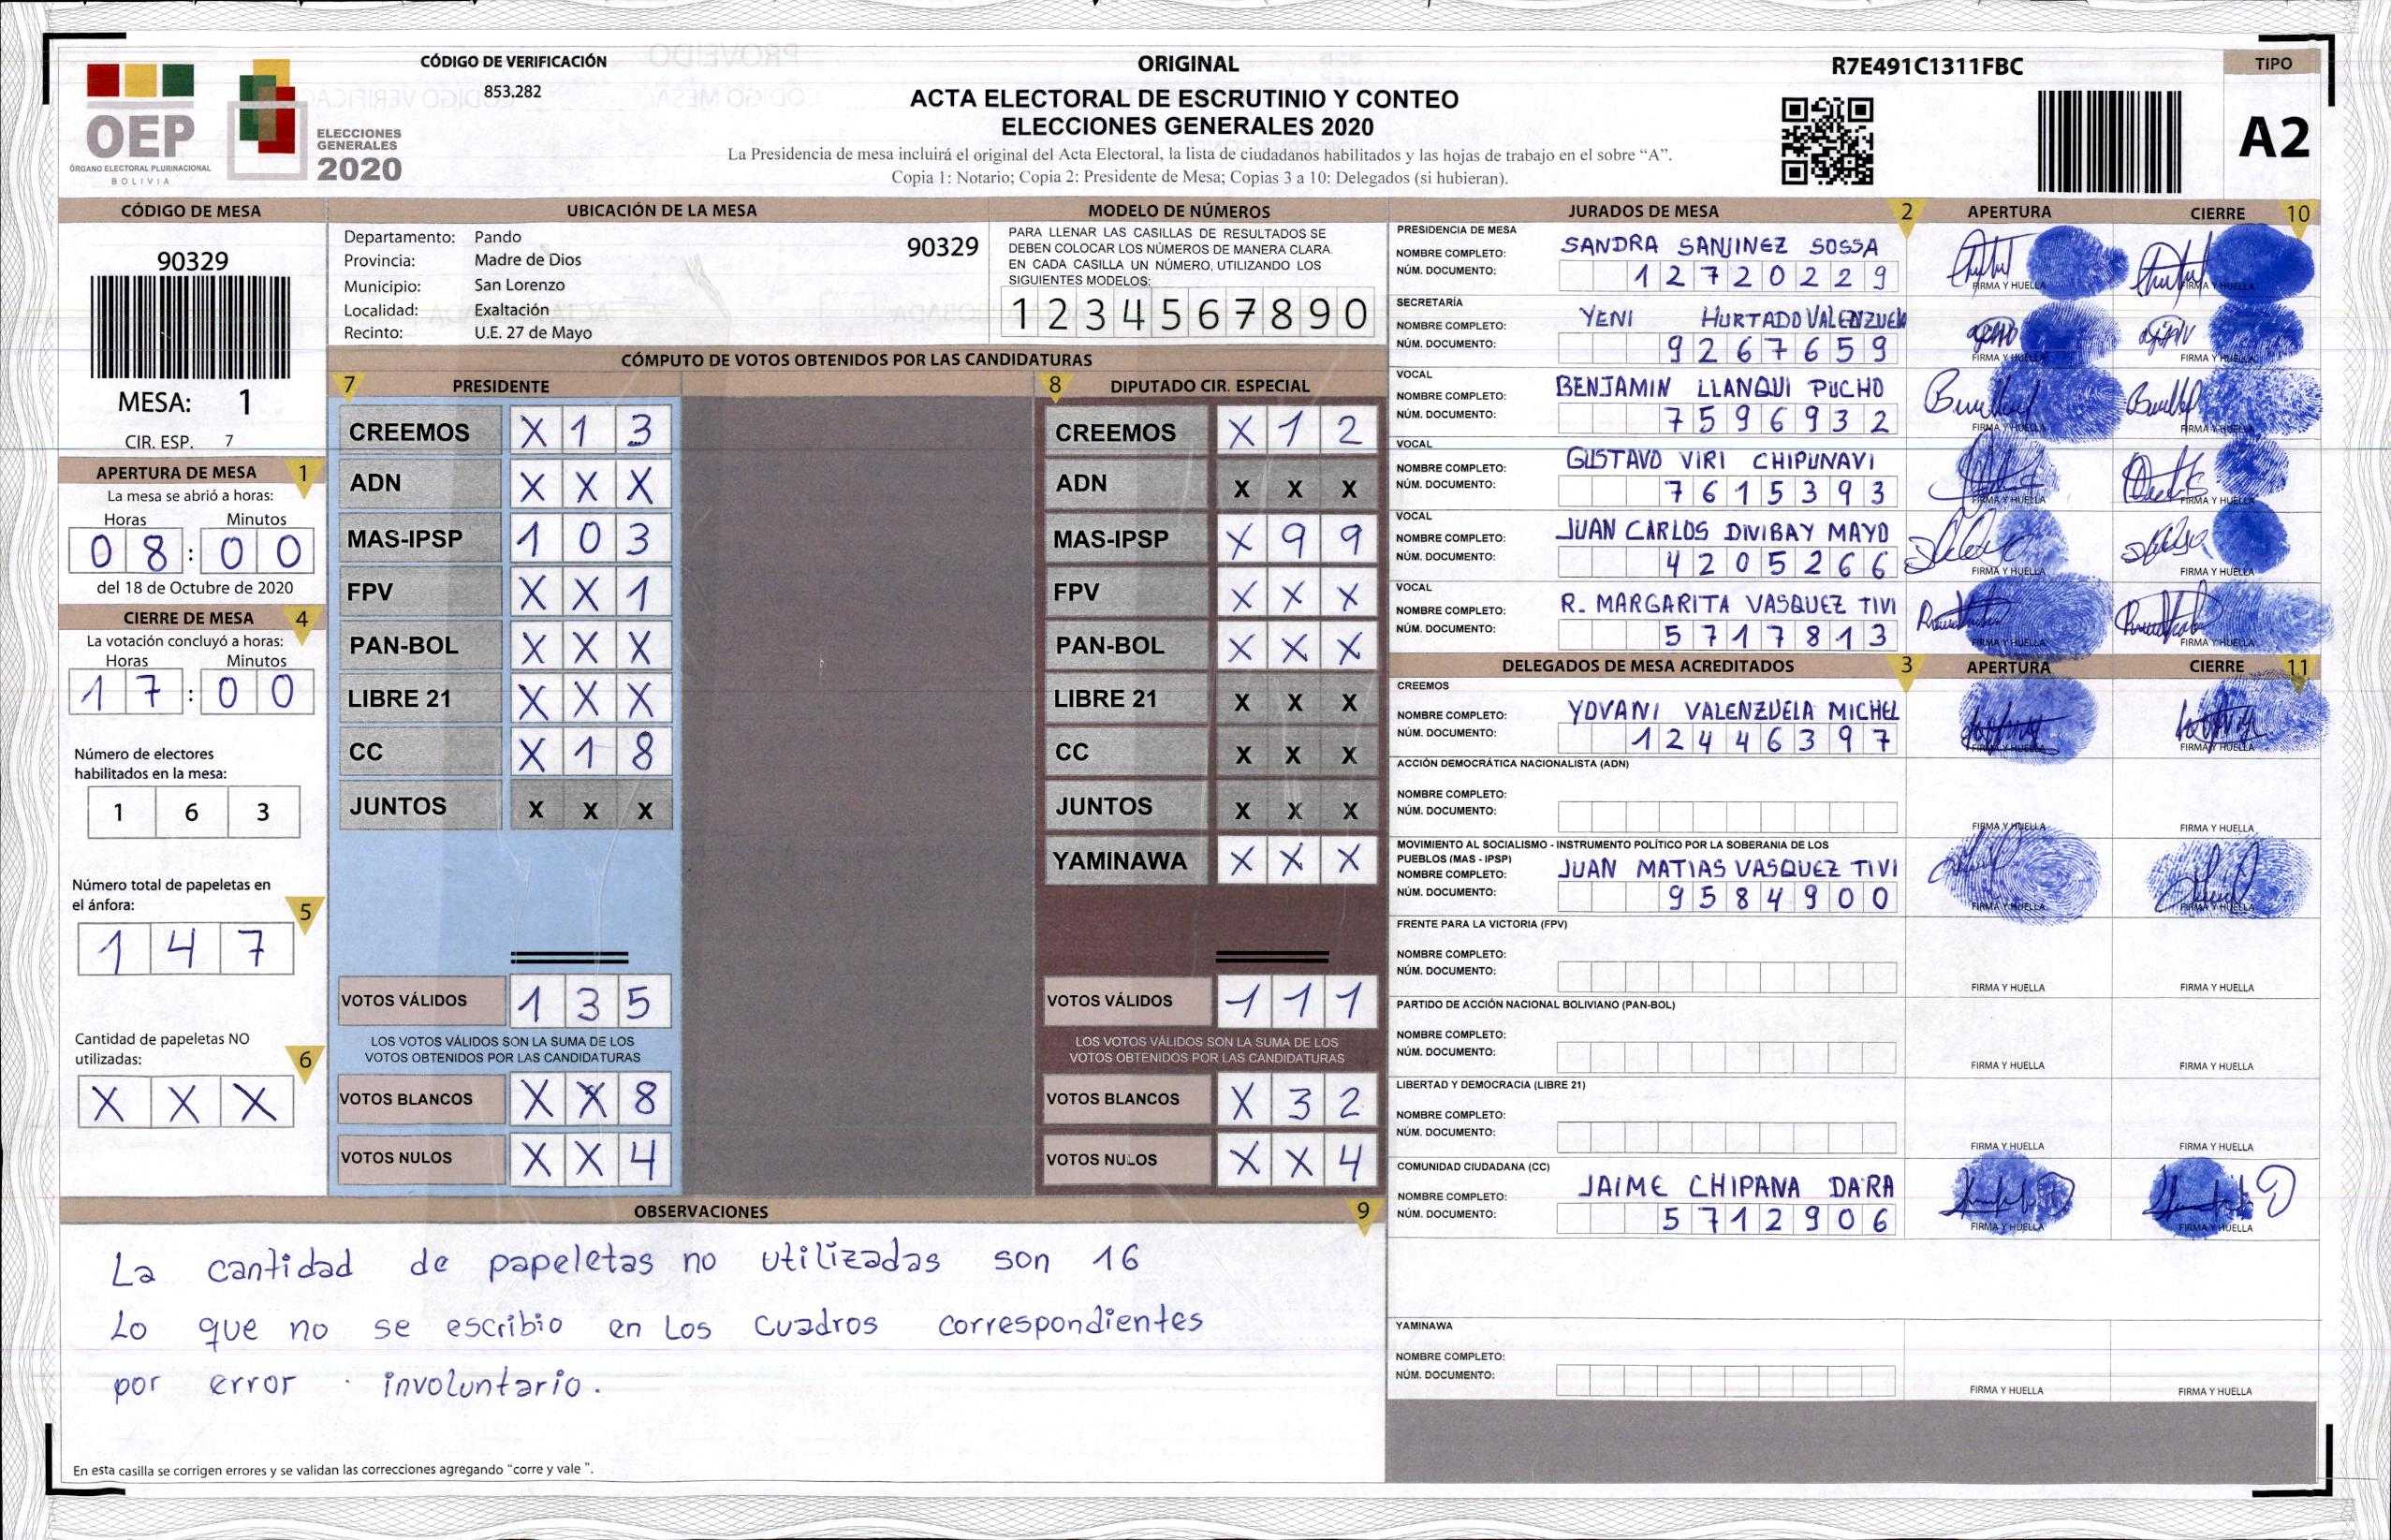 CÓDIGO DE VERIFICACIÓN
853.282
OEP
ÓRGANO ELECTORAL PLURINACIONAL
BOLIVIA
ELECCIONES
GENERALES
2020
ORIGINAL
ACTA ELECTORAL DE ESCRUTINIO Y CONTEO
ELECCIONES GENERALES 2020
La Presidencia de mesa incluirá el original del Acta Electoral, la lista de ciudadanos habilitados y las hojas de trabajo en el sobre “A”.
Copia 1: Notario; Copia 2: Presidente de Mesa; Copias 3 a 10: Delegados (si hubieran).
R7E491C1311FBC
TIPO
A2
CÓDIGO DE MESA
90329
MESA: 1
CIR. ESP. 7
APERTURA DE MESA 1
La mesa se abrió a horas:
Horas Minutos
08:00
del 18 de Octubre de 2020
CIERRE DE MESA 4
La votación concluyó a horas:
Horas Minutos
17:00
Número de electores
habilitados en la mesa:
1 6 3
Número total de papeletas en
el ánfora: 5
1 4 7
Cantidad de papeletas NO
utilizadas: 6
X X X
UBICACIÓN DE LA MESA
Departamento: Pando 90329
Provincia: Madre de Dios
Municipio: San Lorenzo
Localidad: Exaltación
Recinto: U.E. 27 de Mayo
MODELO DE NÚMEROS
PARA LLENAR LAS CASILLAS DE RESULTADOS SE
DEBEN COLOCAR LOS NÚMEROS DE MANERA CLARA.
EN CADA CASILLA UN NÚMERO, UTILIZANDO LOS
SIGUIENTES MODELOS:
1 2 3 4 5 6 7 8 9 0
CÓMPUTO DE VOTOS OBTENIDOS POR LAS CANDIDATURAS
7 PRESIDENTE
CREEMOS X 1 3
ADN X X X
MAS-IPSP 1 0 3
FPV X X 1
PAN-BOL X X X
LIBRE 21 X X X
CC X 1 8
JUNTOS X X X
VOTOS VÁLIDOS 1 3 5
LOS VOTOS VÁLIDOS SON LA SUMA DE LOS
VOTOS OBTENIDOS POR LAS CANDIDATURAS
VOTOS BLANCOS X X 8
VOTOS NULOS X X 4
8 DIPUTADO CIR. ESPECIAL
CREEMOS X 1 2
ADN X X X
MAS-IPSP X 9 9
FPV X X X
PAN-BOL X X X
LIBRE 21 X X X
CC X X X
JUNTOS X X X
YAMINAWA X X X
VOTOS VÁLIDOS 1 1 1
LOS VOTOS VÁLIDOS SON LA SUMA DE LOS
VOTOS OBTENIDOS POR LAS CANDIDATURAS
VOTOS BLANCOS X 3 2
VOTOS NULOS X X 4
OBSERVACIONES 9
La cantidad de papeletas no utilizadas son 16
Lo que no se escribio en Los cuadros correspondientes
por error involuntario.
En esta casilla se corrigen errores y se validan las correcciones agregando “corre y vale ”.
JURADOS DE MESA 2 APERTURA CIERRE 10
PRESIDENCIA DE MESA
NOMBRE COMPLETO: SANDRA SANJINEZ SOSSA
NÚM. DOCUMENTO: 12720229
FIRMA Y HUELLA FIRMA Y HUELLA
SECRETARÍA
NOMBRE COMPLETO: YENI HURTADO VALENZUELA
NÚM. DOCUMENTO: 9267659
FIRMA Y HUELLA FIRMA Y HUELLA
VOCAL
NOMBRE COMPLETO: BENJAMIN LLANQUI PUCHO
NÚM. DOCUMENTO: 7596932
FIRMA Y HUELLA FIRMA Y HUELLA
VOCAL
NOMBRE COMPLETO: GUSTAVO VIRI CHIPUNAVI
NÚM. DOCUMENTO: 7615393
FIRMA Y HUELLA FIRMA Y HUELLA
VOCAL
NOMBRE COMPLETO: JUAN CARLOS DIVIBAY MAYO
NÚM. DOCUMENTO: 4205266
FIRMA Y HUELLA FIRMA Y HUELLA
VOCAL
NOMBRE COMPLETO: R. MARGARITA VASQUEZ TIVI
NÚM. DOCUMENTO: 5717813
FIRMA Y HUELLA FIRMA Y HUELLA
DELEGADOS DE MESA ACREDITADOS 3 APERTURA CIERRE 11
CREEMOS
NOMBRE COMPLETO: YOVANI VALENZUELA MICHEL
NÚM. DOCUMENTO: 12446397
FIRMA Y HUELLA FIRMA Y HUELLA
ACCIÓN DEMOCRÁTICA NACIONALISTA (ADN)
NOMBRE COMPLETO:
NÚM. DOCUMENTO:
FIRMA Y HUELLA FIRMA Y HUELLA
MOVIMIENTO AL SOCIALISMO - INSTRUMENTO POLÍTICO POR LA SOBERANIA DE LOS
PUEBLOS (MAS - IPSP)
NOMBRE COMPLETO: JUAN MATIAS VASQUEZ TIVI
NÚM. DOCUMENTO: 9584900
FIRMA Y HUELLA FIRMA Y HUELLA
FRENTE PARA LA VICTORIA (FPV)
NOMBRE COMPLETO:
NÚM. DOCUMENTO:
FIRMA Y HUELLA FIRMA Y HUELLA
PARTIDO DE ACCIÓN NACIONAL BOLIVIANO (PAN-BOL)
NOMBRE COMPLETO:
NÚM. DOCUMENTO:
FIRMA Y HUELLA FIRMA Y HUELLA
LIBERTAD Y DEMOCRACIA (LIBRE 21)
NOMBRE COMPLETO:
NÚM. DOCUMENTO:
FIRMA Y HUELLA FIRMA Y HUELLA
COMUNIDAD CIUDADANA (CC)
NOMBRE COMPLETO: JAIME CHIPANA DARA
NÚM. DOCUMENTO: 5712906
FIRMA Y HUELLA FIRMA Y HUELLA
YAMINAWA
NOMBRE COMPLETO:
NÚM. DOCUMENTO:
FIRMA Y HUELLA FIRMA Y HUELLA